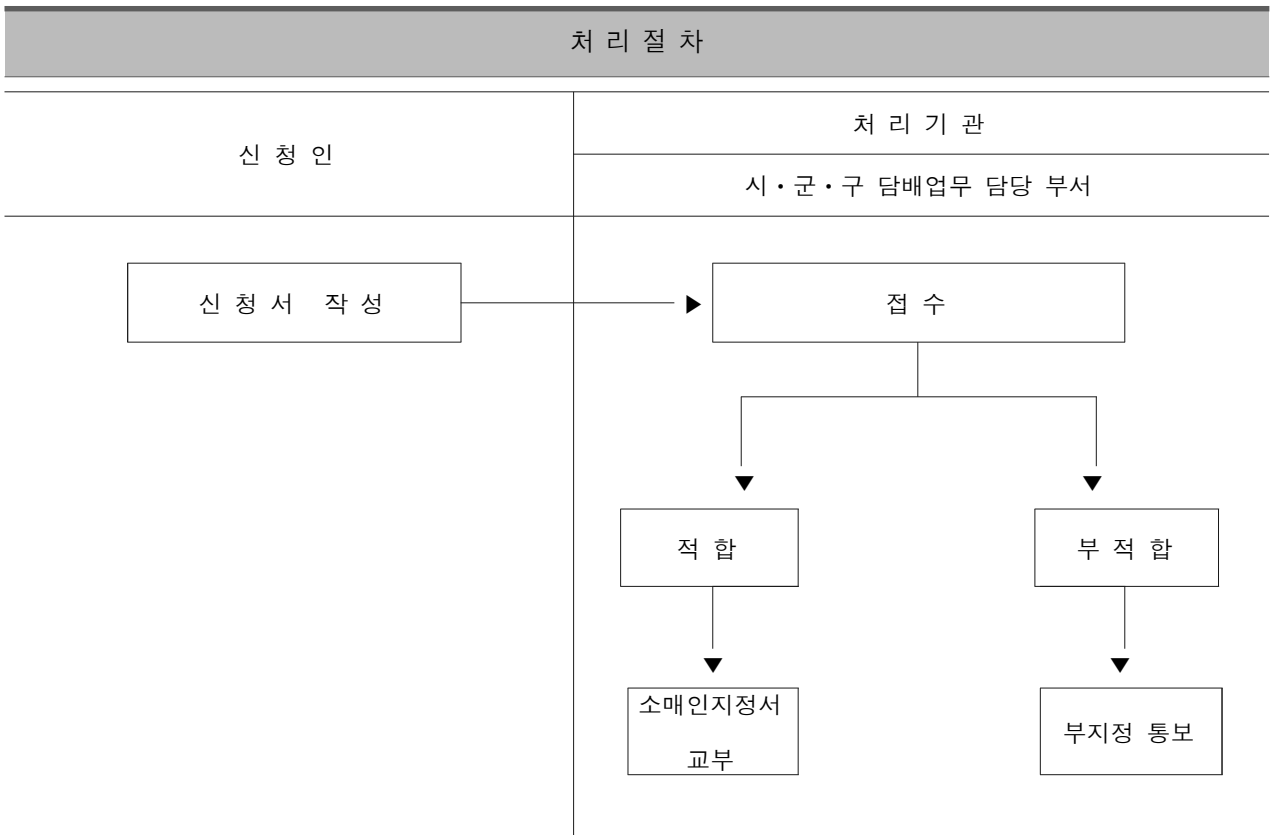 처 리 절 차
신 청 인
처 리 기 관
시·군·구 담배업무 담당 부서
신 청 서 작 성
접 수
적 합
부 적 합
소매인지정서
교부
부지정 통보